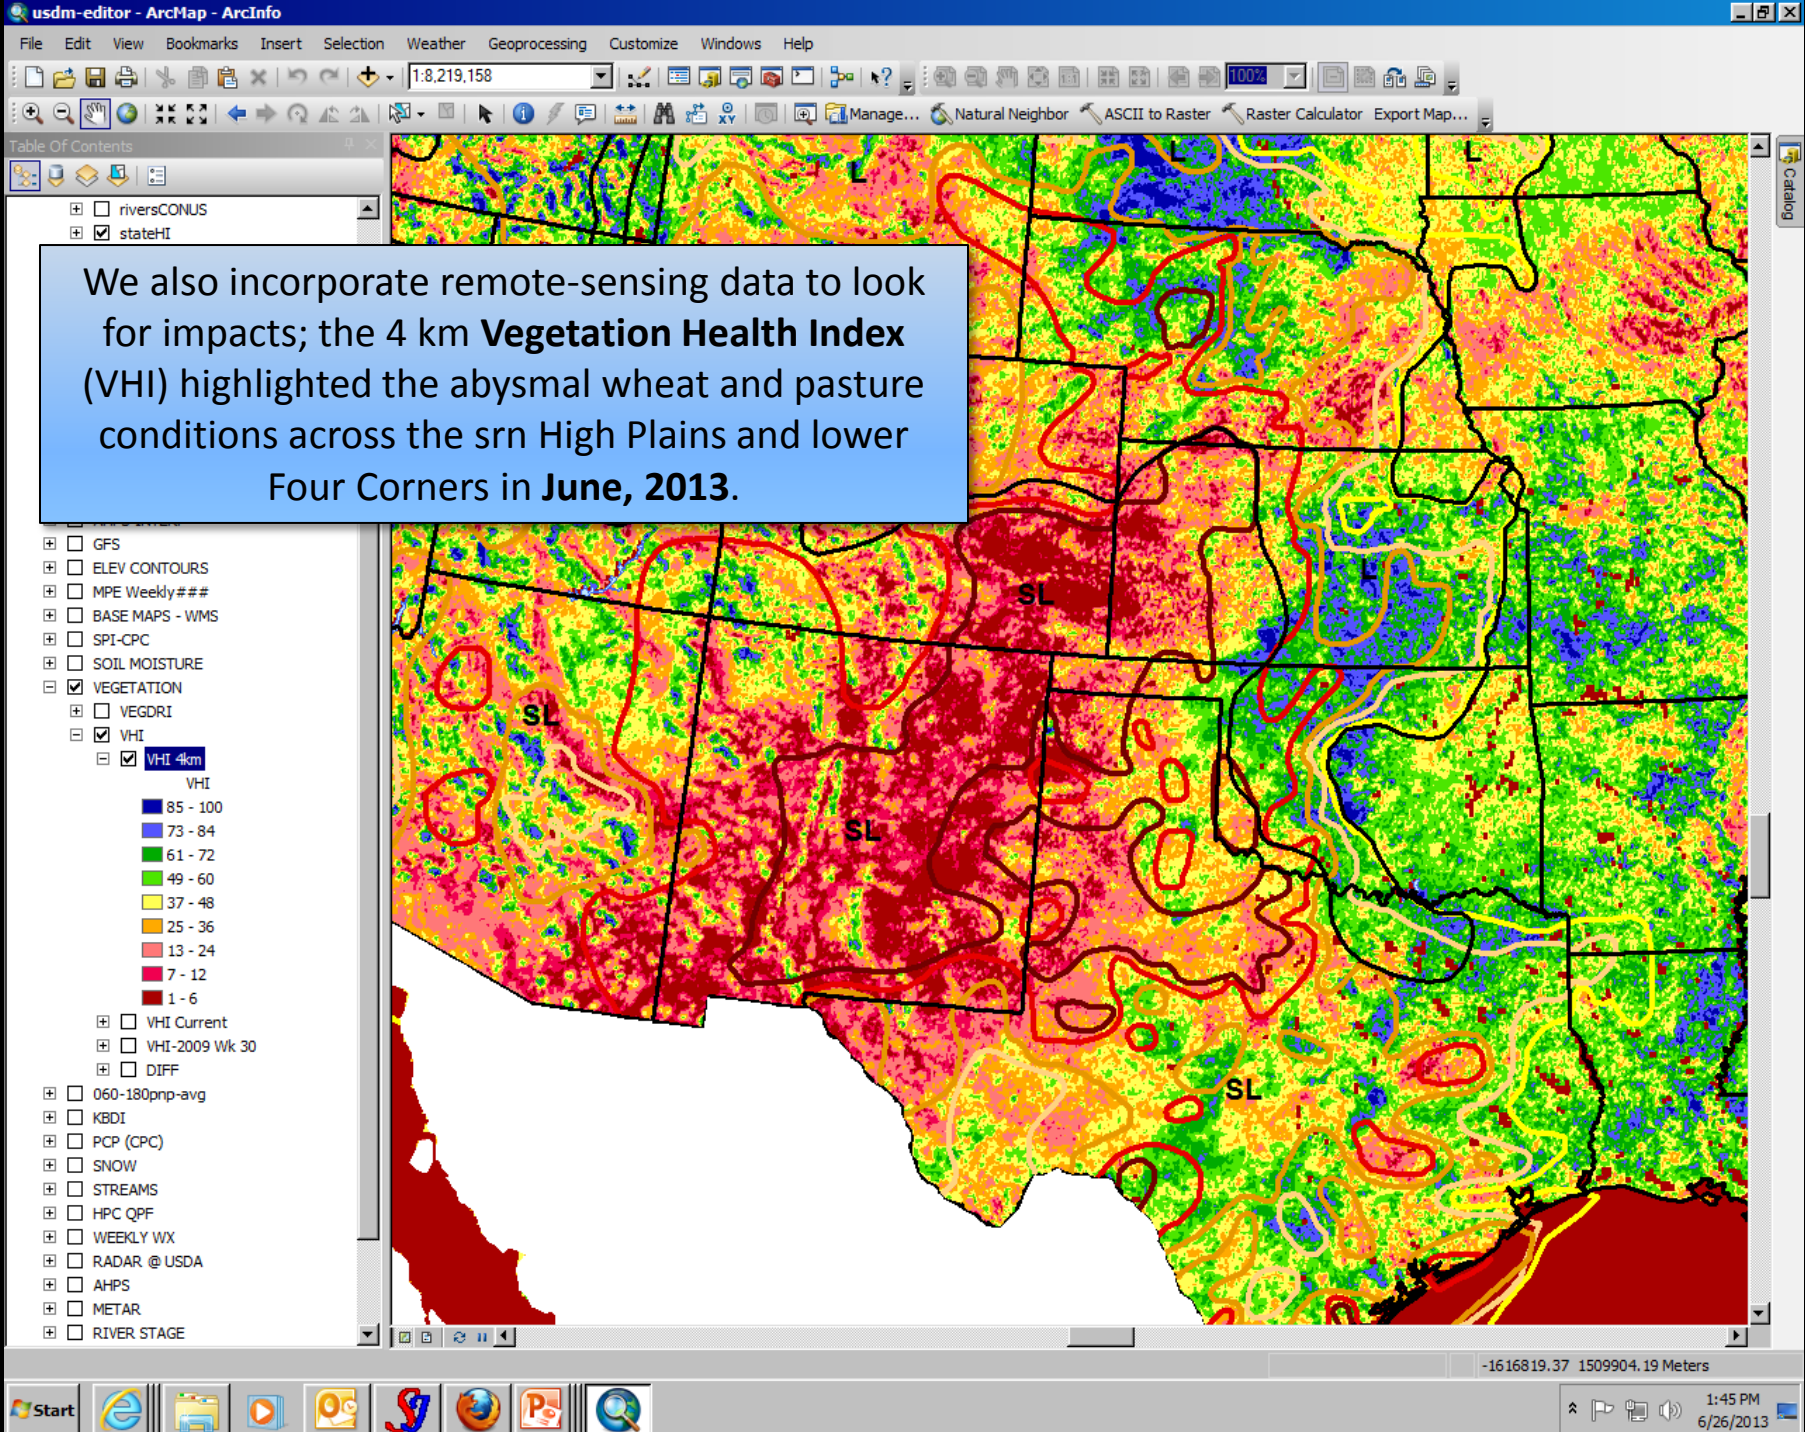 usdm-editor - ArcMap - ArcInfo
File Edit View Bookmarks Insert Selection Weather Geoprocessing Customize Windows Help
1:8,219,158
100%
Manage... Natural Neighbor ASCII to Raster Raster Calculator Export Map...
Table Of Contents
Catalog
riversCONUS
stateHI
We also incorporate remote-sensing data to look
for impacts; the 4 km Vegetation Health Index
(VHI) highlighted the abysmal wheat and pasture
conditions across the srn High Plains and lower
Four Corners in June, 2013.
GFS
ELEV CONTOURS
MPE Weekly###
BASE MAPS - WMS
SPI-CPC
SOIL MOISTURE
VEGETATION
VEGDRI
VHI
VHI 4km
VHI
85 - 100
73 - 84
61 - 72
49 - 60
37 - 48
25 - 36
13 - 24
7 - 12
1 - 6
VHI Current
VHI-2009 Wk 30
DIFF
060-180pnp-avg
KBDI
PCP (CPC)
SNOW
STREAMS
HPC QPF
WEEKLY WX
RADAR @ USDA
AHPS
METAR
RIVER STAGE
L
L
L
SL
L
SL
SL
SL
-1616819.37 1509904.19 Meters
Start
1:45 PM
6/26/2013